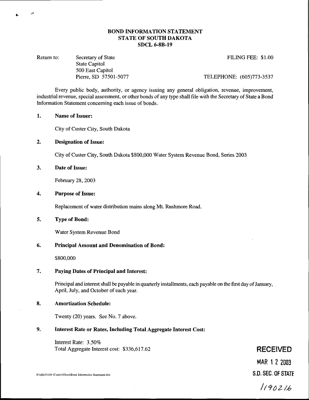 BOND INFORMATION STATEMENT
STATE OF SOUTH DAKOTA
SDCL 6-8B-19
Return to: Secretary of State FILING FEE: $1.00
State Capitol
500 East Capitol
Pierre, SD 57501-5077 TELEPHONE: (605)773-3537
Every public body, authority, or agency issuing any general obligation, revenue, improvement,
industrial revenue, special assessment, or other bonds of any type shall file with the Secretary of State a Bond
Information Statement concerning each issue of bonds.
1. Name of Issuer:
City of Custer City, South Dakota
2. Designation of Issue:
City of Custer City, South Dakota $800,000 Water System Revenue Bond, Series 2003
3. Date of Issue:
February 28, 2003
4. Purpose of Issue:
Replacement of water distribution mains along Mt. Rushmore Road.
5. Type of Bond:
Water System Revenue Bond
6. Principal Amount and Denomination of Bond:
$800,000
7. Paying Dates of Principal and Interest:
Principal and interest shall be payable in quarterly installments, each payable on the first day of January,
April, July, and October of each year.
8. Amortization Schedule:
Twenty (20) years. See No. 7 above.
9. Interest Rate or Rates, Including Total Aggregate Interest Cost:
Interest Rate: 3.50%
Total Aggregate Interest cost: $336,617.62
RECEIVED
MAR 12 2003
S.D. SEC. OF STATE
1190216